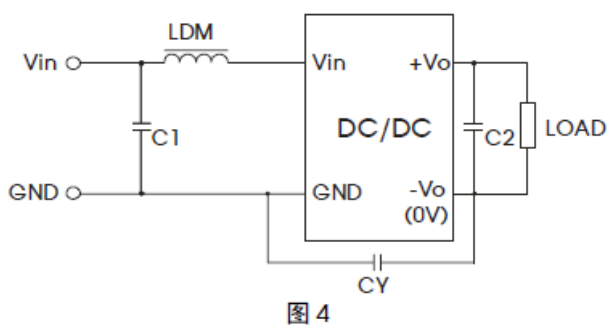 LDM
Vin
Vin
+Vo
C1
DC/DC
C2
LOAD
GND
GND
-Vo
(0V)
CY
图 4